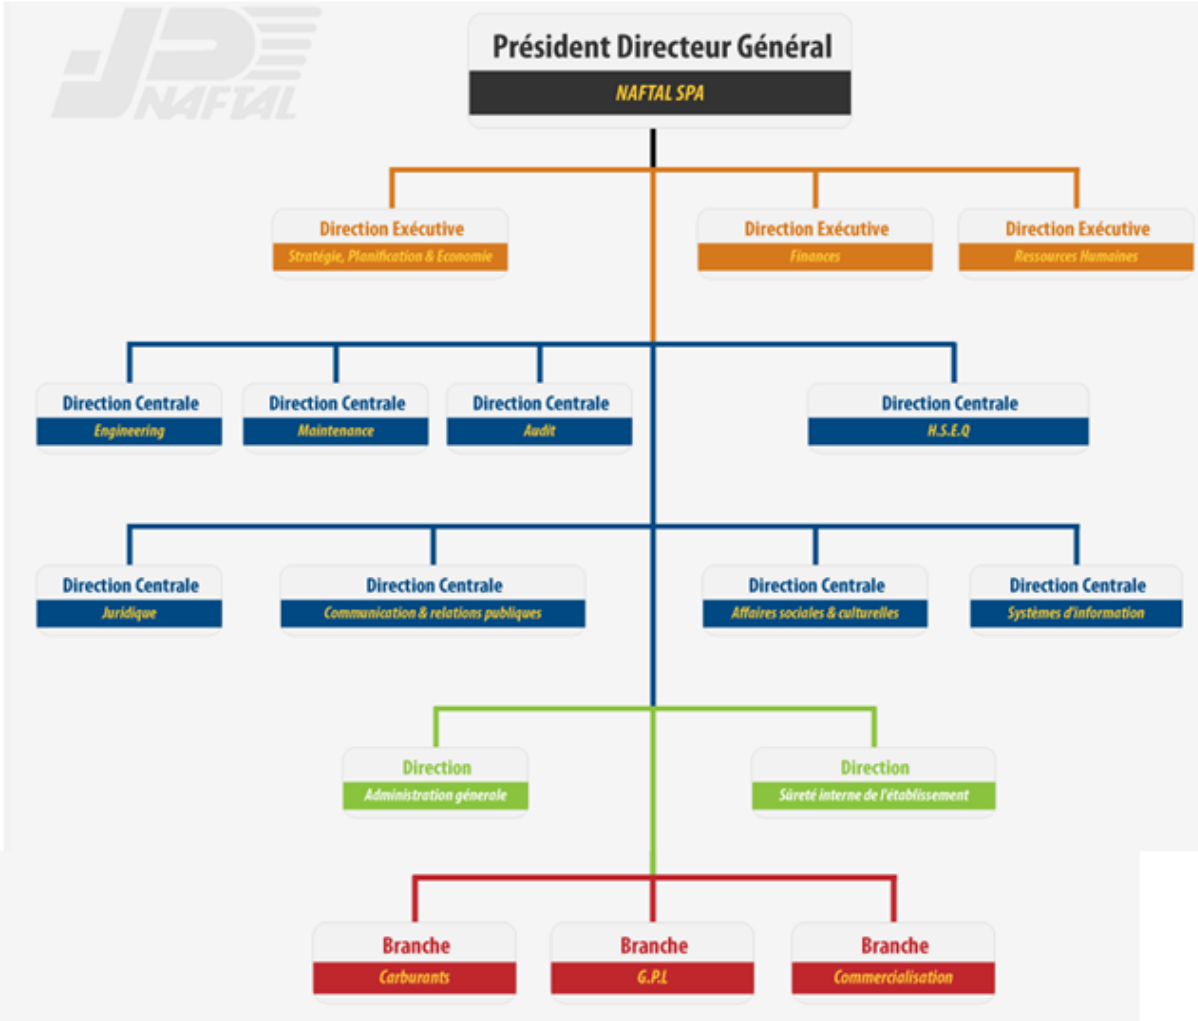 NAFTAL
Président Directeur Général
NAFTAL SPA
Direction Exécutive
Stratégie, Planification & Economie
Direction Exécutive
Finances
Direction Exécutive
Ressources Humaines
Direction Centrale
Engineering
Direction Centrale
Maintenance
Direction Centrale
Audit
Direction Centrale
H.S.E.Q
Direction Centrale
Juridique
Direction Centrale
Communication & relations publiques
Direction Centrale
Affaires sociales & culturelles
Direction Centrale
Systèmes d'information
Direction
Administration génerale
Direction
Sûreté interne de l'établissement
Branche
Carburants
Branche
G.P.L
Branche
Commercialisation